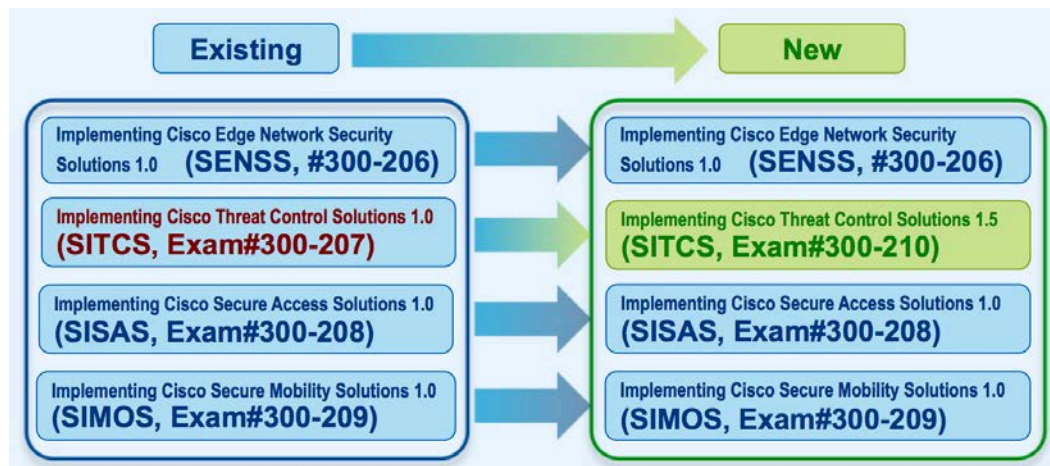 Existing
New
Implementing Cisco Edge Network Security
Solutions 1.0 (SENSS, #300-206)
Implementing Cisco Threat Control Solutions 1.0
(SITCS, Exam#300-207)
Implementing Cisco Secure Access Solutions 1.0
(SISAS, Exam#300-208)
Implementing Cisco Secure Mobility Solutions 1.0
(SIMOS, Exam#300-209)
Implementing Cisco Edge Network Security
Solutions 1.0 (SENSS, #300-206)
Implementing Cisco Threat Control Solutions 1.5
(SITCS, Exam#300-210)
Implementing Cisco Secure Access Solutions 1.0
(SISAS, Exam#300-208)
Implementing Cisco Secure Mobility Solutions 1.0
(SIMOS, Exam#300-209)